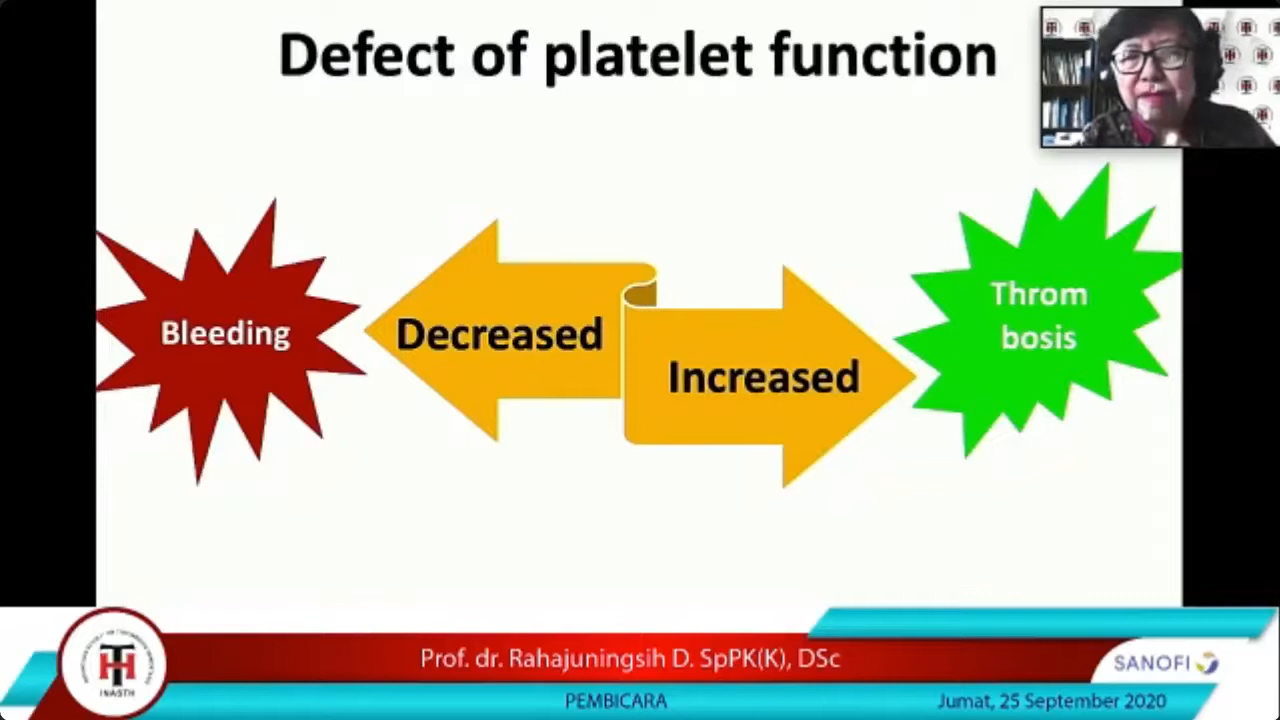 Defect of platelet function
Bleeding
Decreased
Increased
Throm
bosis
Prof. dr. Rahajuningsih D. SpPK(K), DSc
SANOFI
INASTH
PEMBICARA
Jumat, 25 September 2020